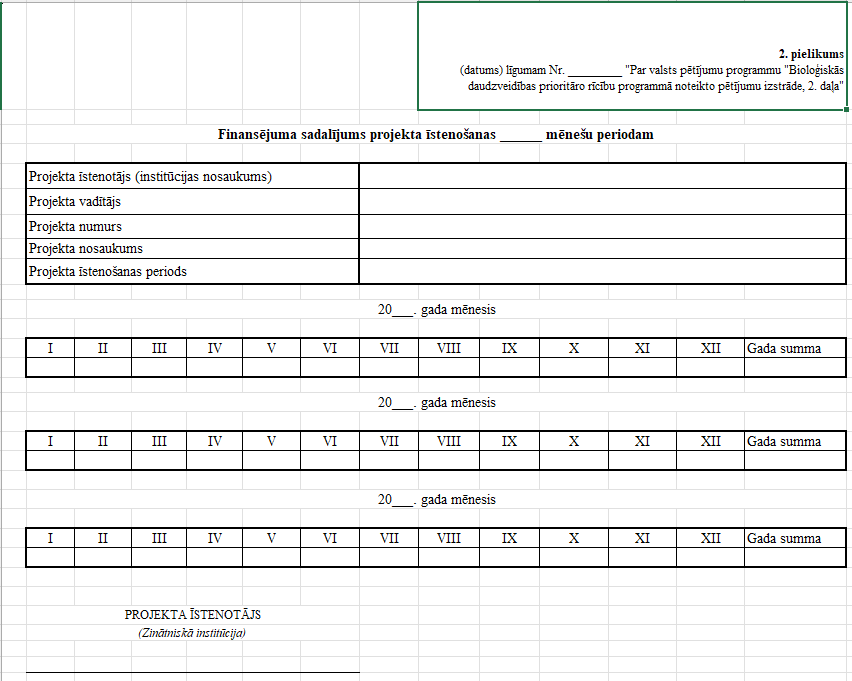 2. pielikums
(datums) līgumam Nr. _________ "Par valsts pētījumu programmu "Bioloģiskās
daudzveidības prioritāro rīcību programmā noteikto pētījumu izstrāde, 2. daļa"
Finansējuma sadalījums projekta īstenošanas ______ mēnešu periodam
Projekta īstenotājs (institūcijas nosaukums)
Projekta vadītājs
Projekta numurs
Projekta nosaukums
Projekta īstenošanas periods
20___. gada mēnesis
I II III IV V VI VII VIII IX X XI XII Gada summa
20___. gada mēnesis
I II III IV V VI VII VIII IX X XI XII Gada summa
20___. gada mēnesis
I II III IV V VI VII VIII IX X XI XII Gada summa
PROJEKTA ĪSTENOTĀJS
(Zinātniskā institūcija)